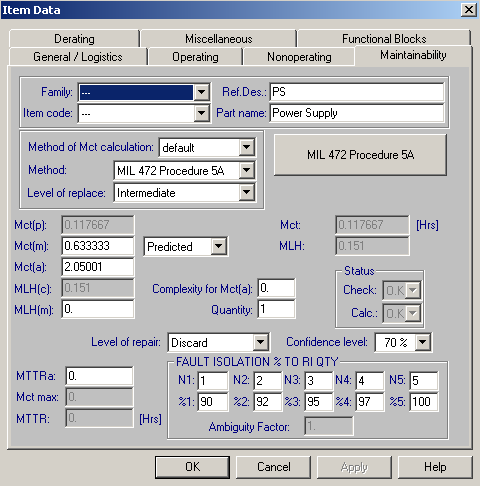 Item Data
Derating Miscellaneous Functional Blocks
General / Logistics Operating Nonoperating Maintainability
Family: --- Ref.Des.: PS
Item code: --- Part name: Power Supply
Method of Mct calculation: default
MIL 472 Procedure 5A
Method: MIL 472 Procedure 5A
Level of replace: Intermediate
Mct(p): 0.117667 Mct: 0.117667 [Hrs]
Mct(m): 0.633333 Predicted MLH: 0.151
Mct(a): 2.05001
Status
MLH(c): 0.151 Complexity for Mct(a): 0. Check: O.K
MLH(m): 0. Quantity: 1 Calc.: O.K
Level of repair: Discard Confidence level: 70 %
FAULT ISOLATION % TO RI QTY
MTTRa: 0. N1: 1 N2: 2 N3: 3 N4: 4 N5: 5
Mct max: 0. %1: 90 %2: 92 %3: 95 %4: 97 %5: 100
MTTR: 0. [Hrs] Ambiguity Factor: 1.
OK Cancel Apply Help